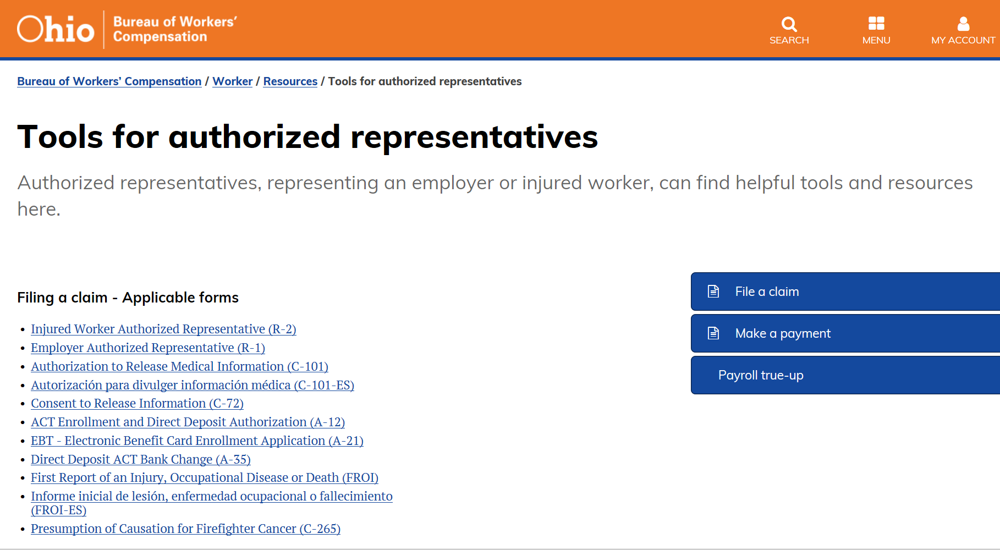 Ohio
Bureau of Workers’
Compensation
SEARCH
MENU
MY ACCOUNT
Bureau of Workers’ Compensation / Worker / Resources / Tools for authorized representatives
Tools for authorized representatives
Authorized representatives, representing an employer or injured worker, can find helpful tools and resources
here.
Filing a claim - Applicable forms
• Injured Worker Authorized Representative (R-2)
• Employer Authorized Representative (R-1)
• Authorization to Release Medical Information (C-101)
• Autorización para divulger información médica (C-101-ES)
• Consent to Release Information (C-72)
• ACT Enrollment and Direct Deposit Authorization (A-12)
• EBT - Electronic Benefit Card Enrollment Application (A-21)
• Direct Deposit ACT Bank Change (A-35)
• First Report of an Injury, Occupational Disease or Death (FROI)
• Informe inicial de lesión, enfermedad ocupacional o fallecimiento
(FROI-ES)
• Presumption of Causation for Firefighter Cancer (C-265)
File a claim
Make a payment
Payroll true-up